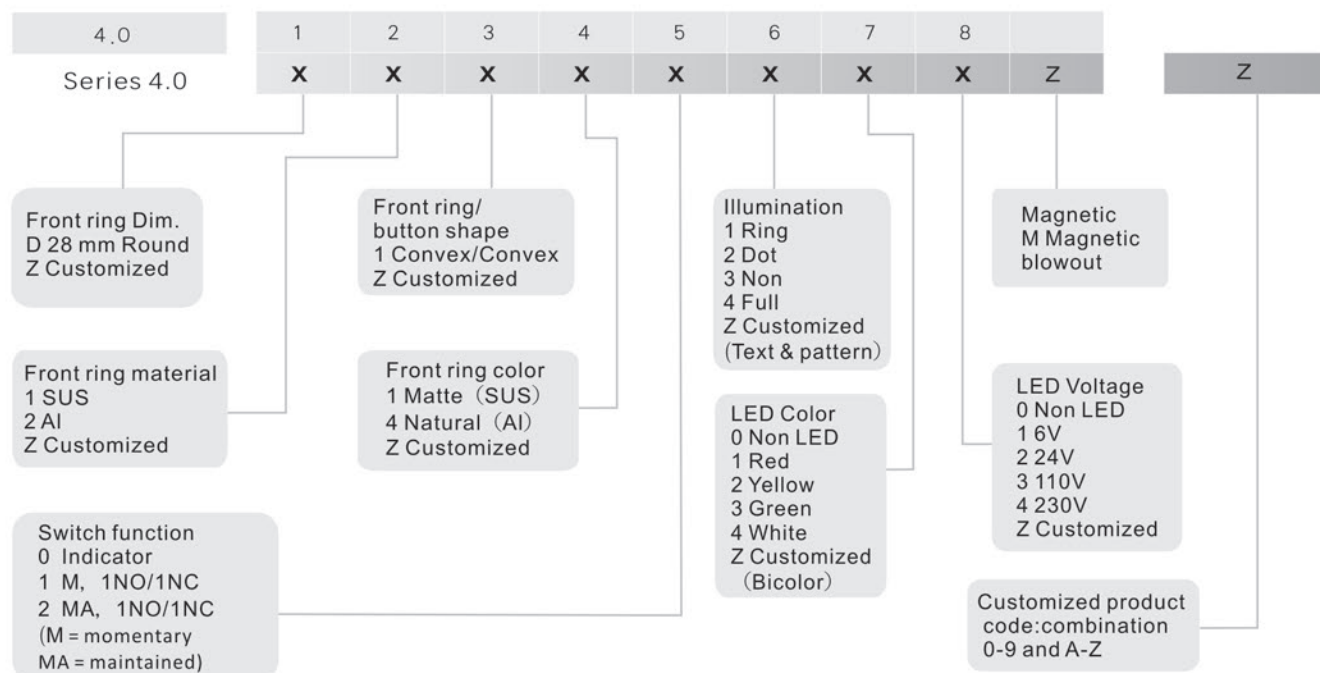 4.0
1 2 3 4 5 6 7 8
Series 4.0
X X X X X X X X Z
Z
Front ring Dim.
D 28 mm Round
Z Customized
Front ring/
button shape
1 Convex/Convex
Z Customized
Illumination
1 Ring
2 Dot
3 Non
4 Full
Z Customized
(Text & pattern)
Magnetic
M Magnetic
blowout
Front ring material
1 SUS
2 Al
Z Customized
Front ring color
1 Matte (SUS)
4 Natural (Al)
Z Customized
LED Color
0 Non LED
1 Red
2 Yellow
3 Green
4 White
Z Customized
(Bicolor)
LED Voltage
0 Non LED
1 6V
2 24V
3 110V
4 230V
Z Customized
Switch function
0 Indicator
1 M, 1NO/1NC
2 MA, 1NO/1NC
(M = momentary
MA = maintained)
Customized product
code:combination
0-9 and A-Z